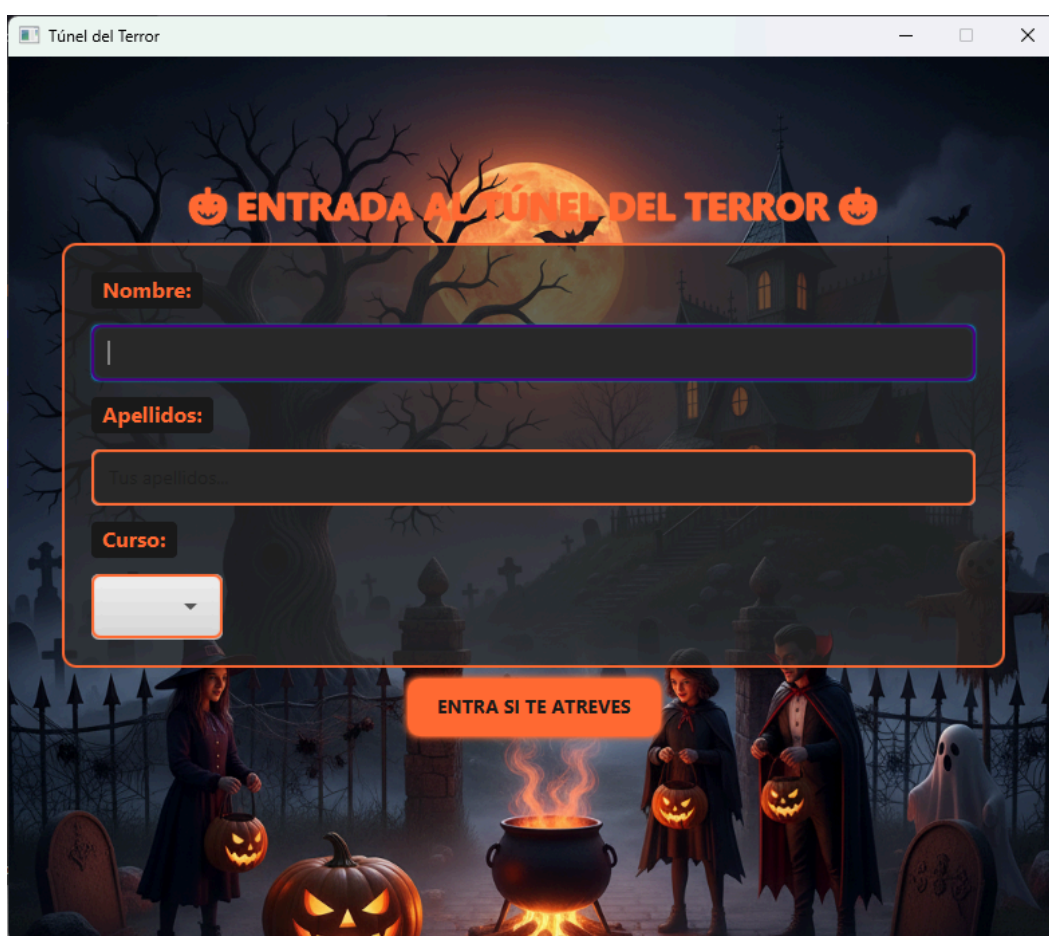 Túnel del Terror
🎃 ENTRADA AL TÚNEL DEL TERROR 🎃
Nombre:
Apellidos:
Tus apellidos...
Curso:
ENTRA SI TE ATREVES